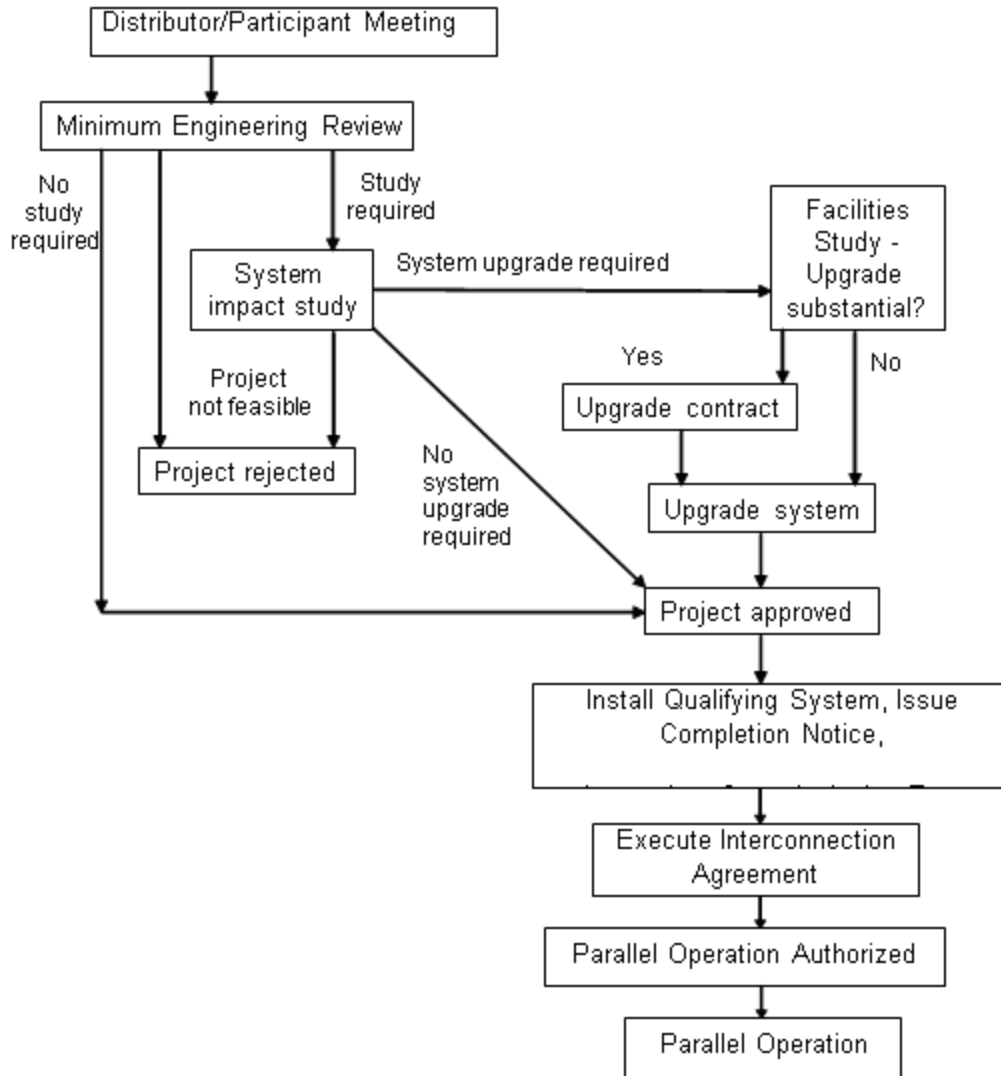 Distributor/Participant Meeting
Minimum Engineering Review
No
study
required
Study
required
Facilities
Study -
Upgrade
substantial?
System
impact study
System upgrade required
Yes
No
Project
not feasible
Upgrade contract
Project rejected
No
system
upgrade
required
Upgrade system
Project approved
Install Qualifying System, Issue
Completion Notice,
Execute Interconnection
Agreement
Parallel Operation Authorized
Parallel Operation